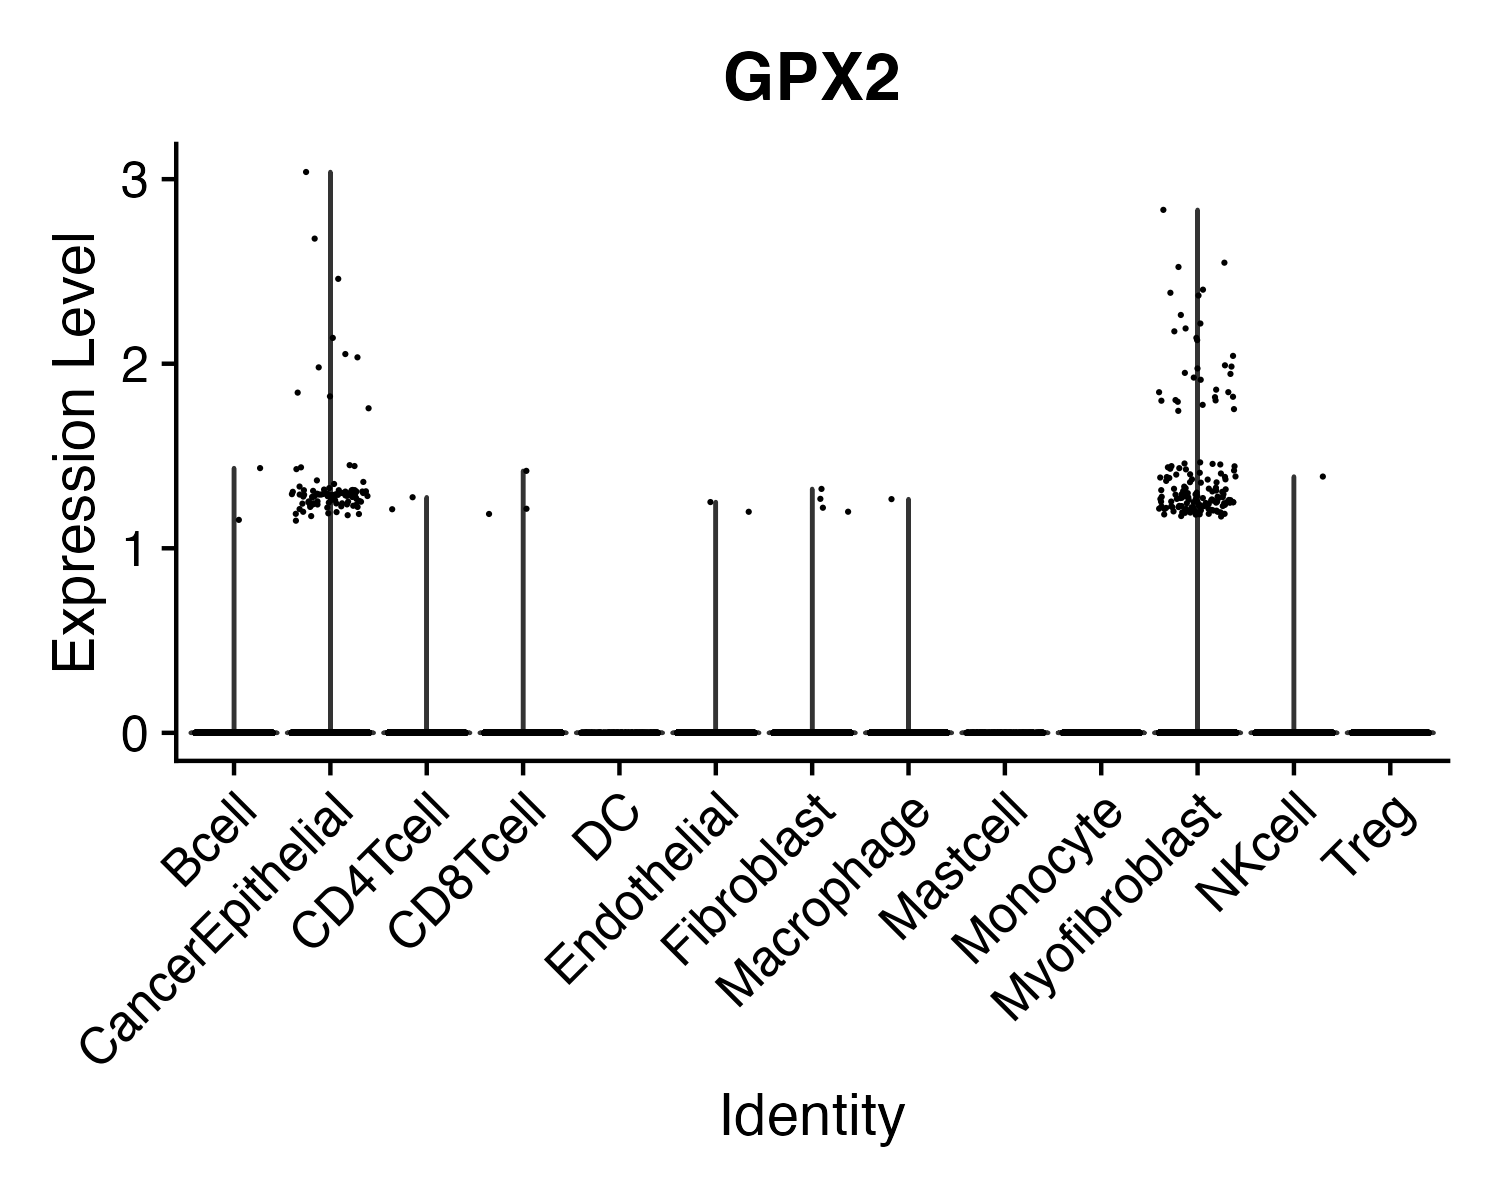 GPX2
Expression Level
3
2
1
0
Bcell
CancerEpithelial
CD4Tcell
CD8Tcell
DC
Endothelial
Fibroblast
Macrophage
Mastcell
Monocyte
Myofibroblast
NKcell
Treg
Identity